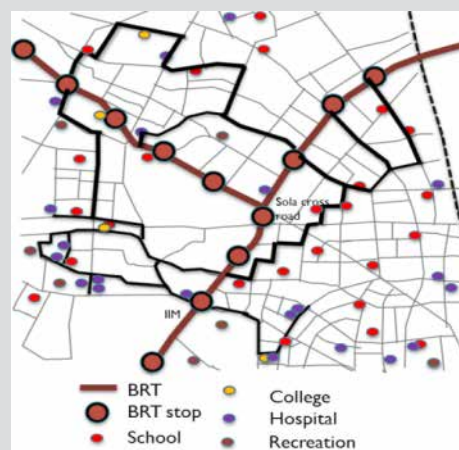 Sola cross
road
IIM
BRT
BRT stop
School
College
Hospital
Recreation